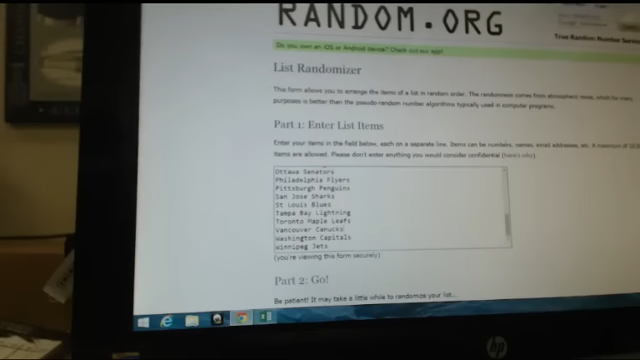 RANDOM.ORG
True Random Number Service
Do you own an iOS or Android device? Check out our app!
List Randomizer
This form allows you to arrange the items of a list in random order. The randomness comes from atmospheric noise, which for many
purposes is better than the pseudo-random number algorithms typically used in computer programs.
Part 1: Enter List Items
Enter your items in the field below, each on a separate line. Items can be numbers, names, email addresses, etc. A maximum of
items are allowed. Please don't enter anything you would consider confidential (here's why).
Ottawa Senators
Philadelphia Flyers
Pittsburgh Penguins
San Jose Sharks
St Louis Blues
Tampa Bay Lightning
Toronto Maple Leafs
Vancouver Canucks
Washington Capitals
Winnipeg Jets
(you're viewing this form securely)
Part 2: Go!
Be patient! It may take a little while to randomize your list...
hp